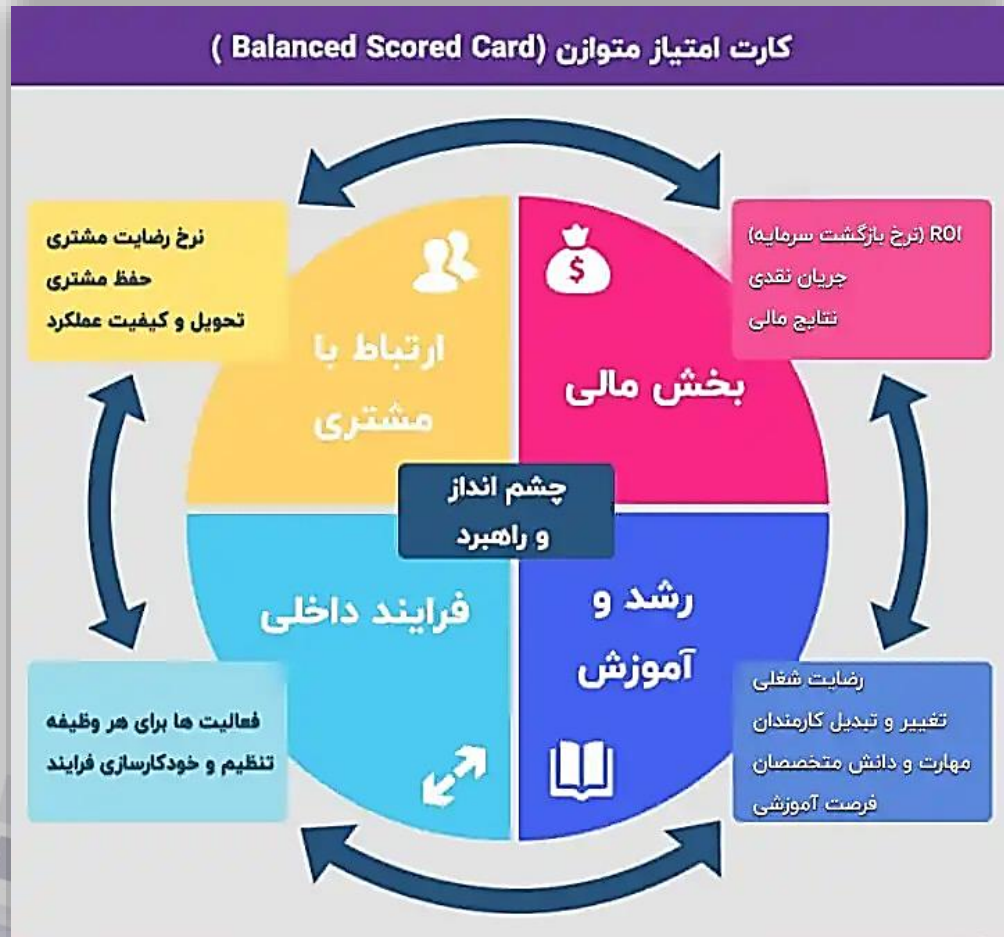 کارت امتیاز متوازن (Balanced Scored Card )
ROI (نرخ بازگشت سرمایه)
جریان نقدی
نتایج مالی
بخش مالی
نرخ رضایت مشتری
حفظ مشتری
تحویل و کیفیت عملکرد
ارتباط با
مشتری
$
چشم انداز
و راهبرد
رشد و
آموزش
رضایت شغلی
تغییر و تبدیل کارمندان
مهارت و دانش متخصصان
فرصت آموزشی
فرایند داخلی
فعالیت ها برای هر وظیفه
تنظیم و خودکارسازی فرایند